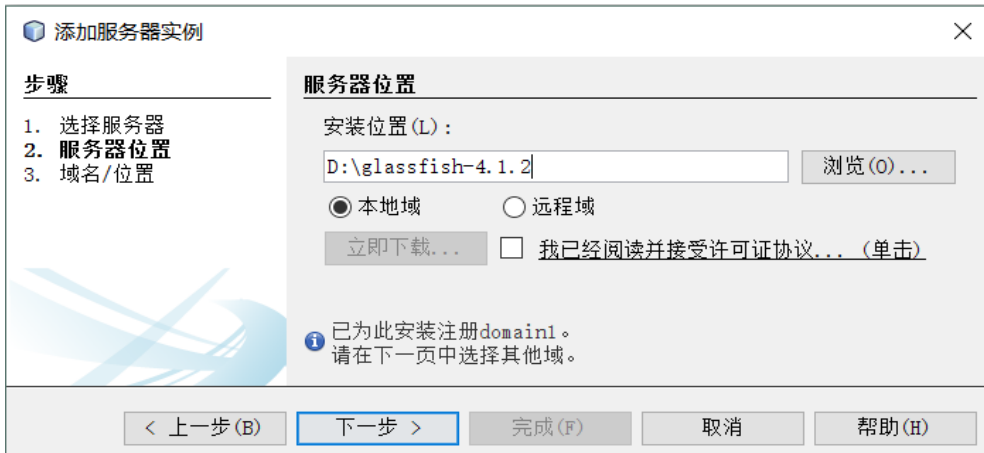 添加服务器实例
步骤
1. 选择服务器
2. 服务器位置
3. 域名/位置
服务器位置
安装位置(L):
D:\glassfish-4.1.2
浏览(O)...
本地域
远程域
立即下载...
我已经阅读并接受许可证协议... (单击)
已为此安装注册domain1。
请在下一页中选择其他域。
< 上一步(B)
下一步 >
完成(F)
取消
帮助(H)